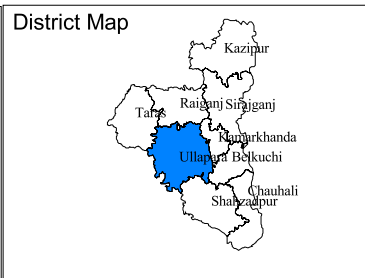 District Map
Kazipur
Raiganj Sirajganj
Taras
Kamarkhanda
Ullapara Belkuchi
Chauhali
Shahzadpur